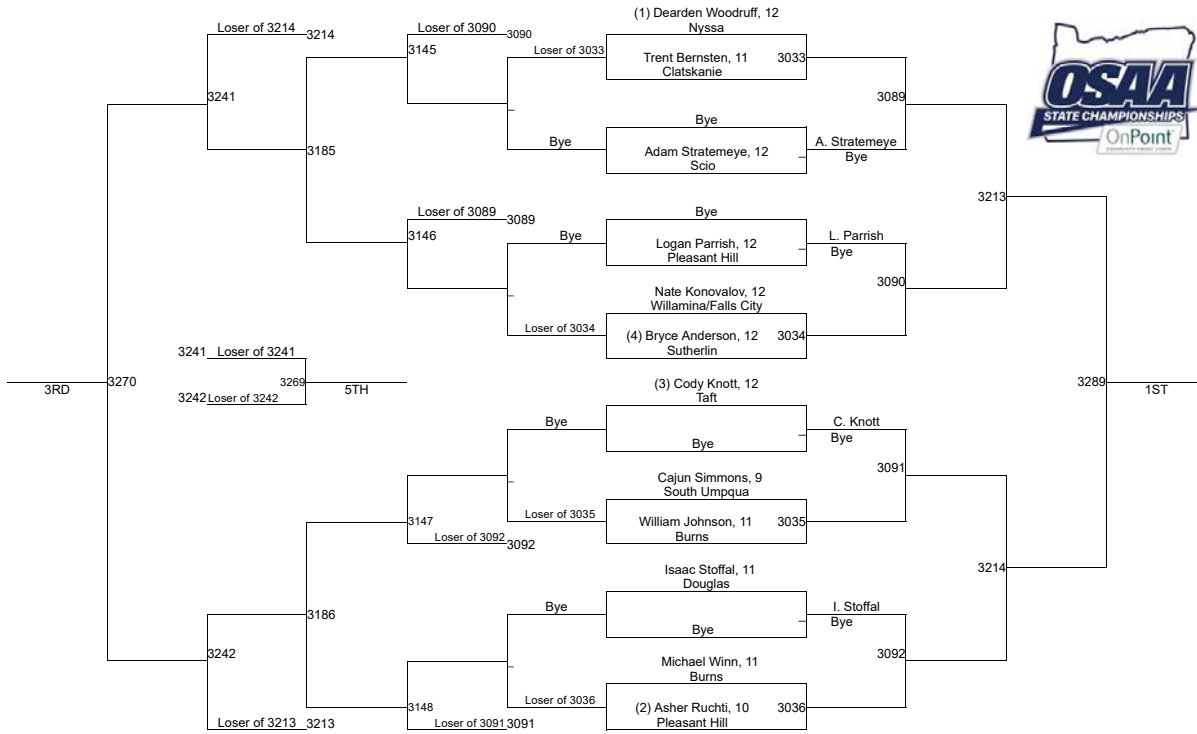 Loser of 3214
3214
3241
3185
Loser of 3090
3090
3145
Loser of 3033
Bye
Loser of 3089
3089
3146
Bye
Loser of 3034
(1) Dearden Woodruff, 12
Nyssa
Trent Bernsten, 11
Clatskanie
3033
Bye
Adam Stratemeye, 12
Scio
A. Stratemeye
Bye
3089
Bye
Logan Parrish, 12
Pleasant Hill
L. Parrish
Bye
3090
Nate Konovalov, 12
Willamina/Falls City
(4) Bryce Anderson, 12
Sutherlin
3034
3213
OSAA
STATE CHAMPIONSHIPS
OnPoint
3241 Loser of 3241
3269
3242 Loser of 3242
5TH
3RD
3270
3289
1ST
(3) Cody Knott, 12
Taft
Bye
C. Knott
Bye
3091
Cajun Simmons, 9
South Umpqua
William Johnson, 11
Burns
3035
Bye
Loser of 3035
3147
Loser of 3092
3092
3214
Isaac Stoffal, 11
Douglas
Bye
I. Stoffal
Bye
3092
Michael Winn, 11
Burns
(2) Asher Ruchti, 10
Pleasant Hill
3036
Bye
Loser of 3036
3148
Loser of 3091
3091
3186
3242
Loser of 3213
3213